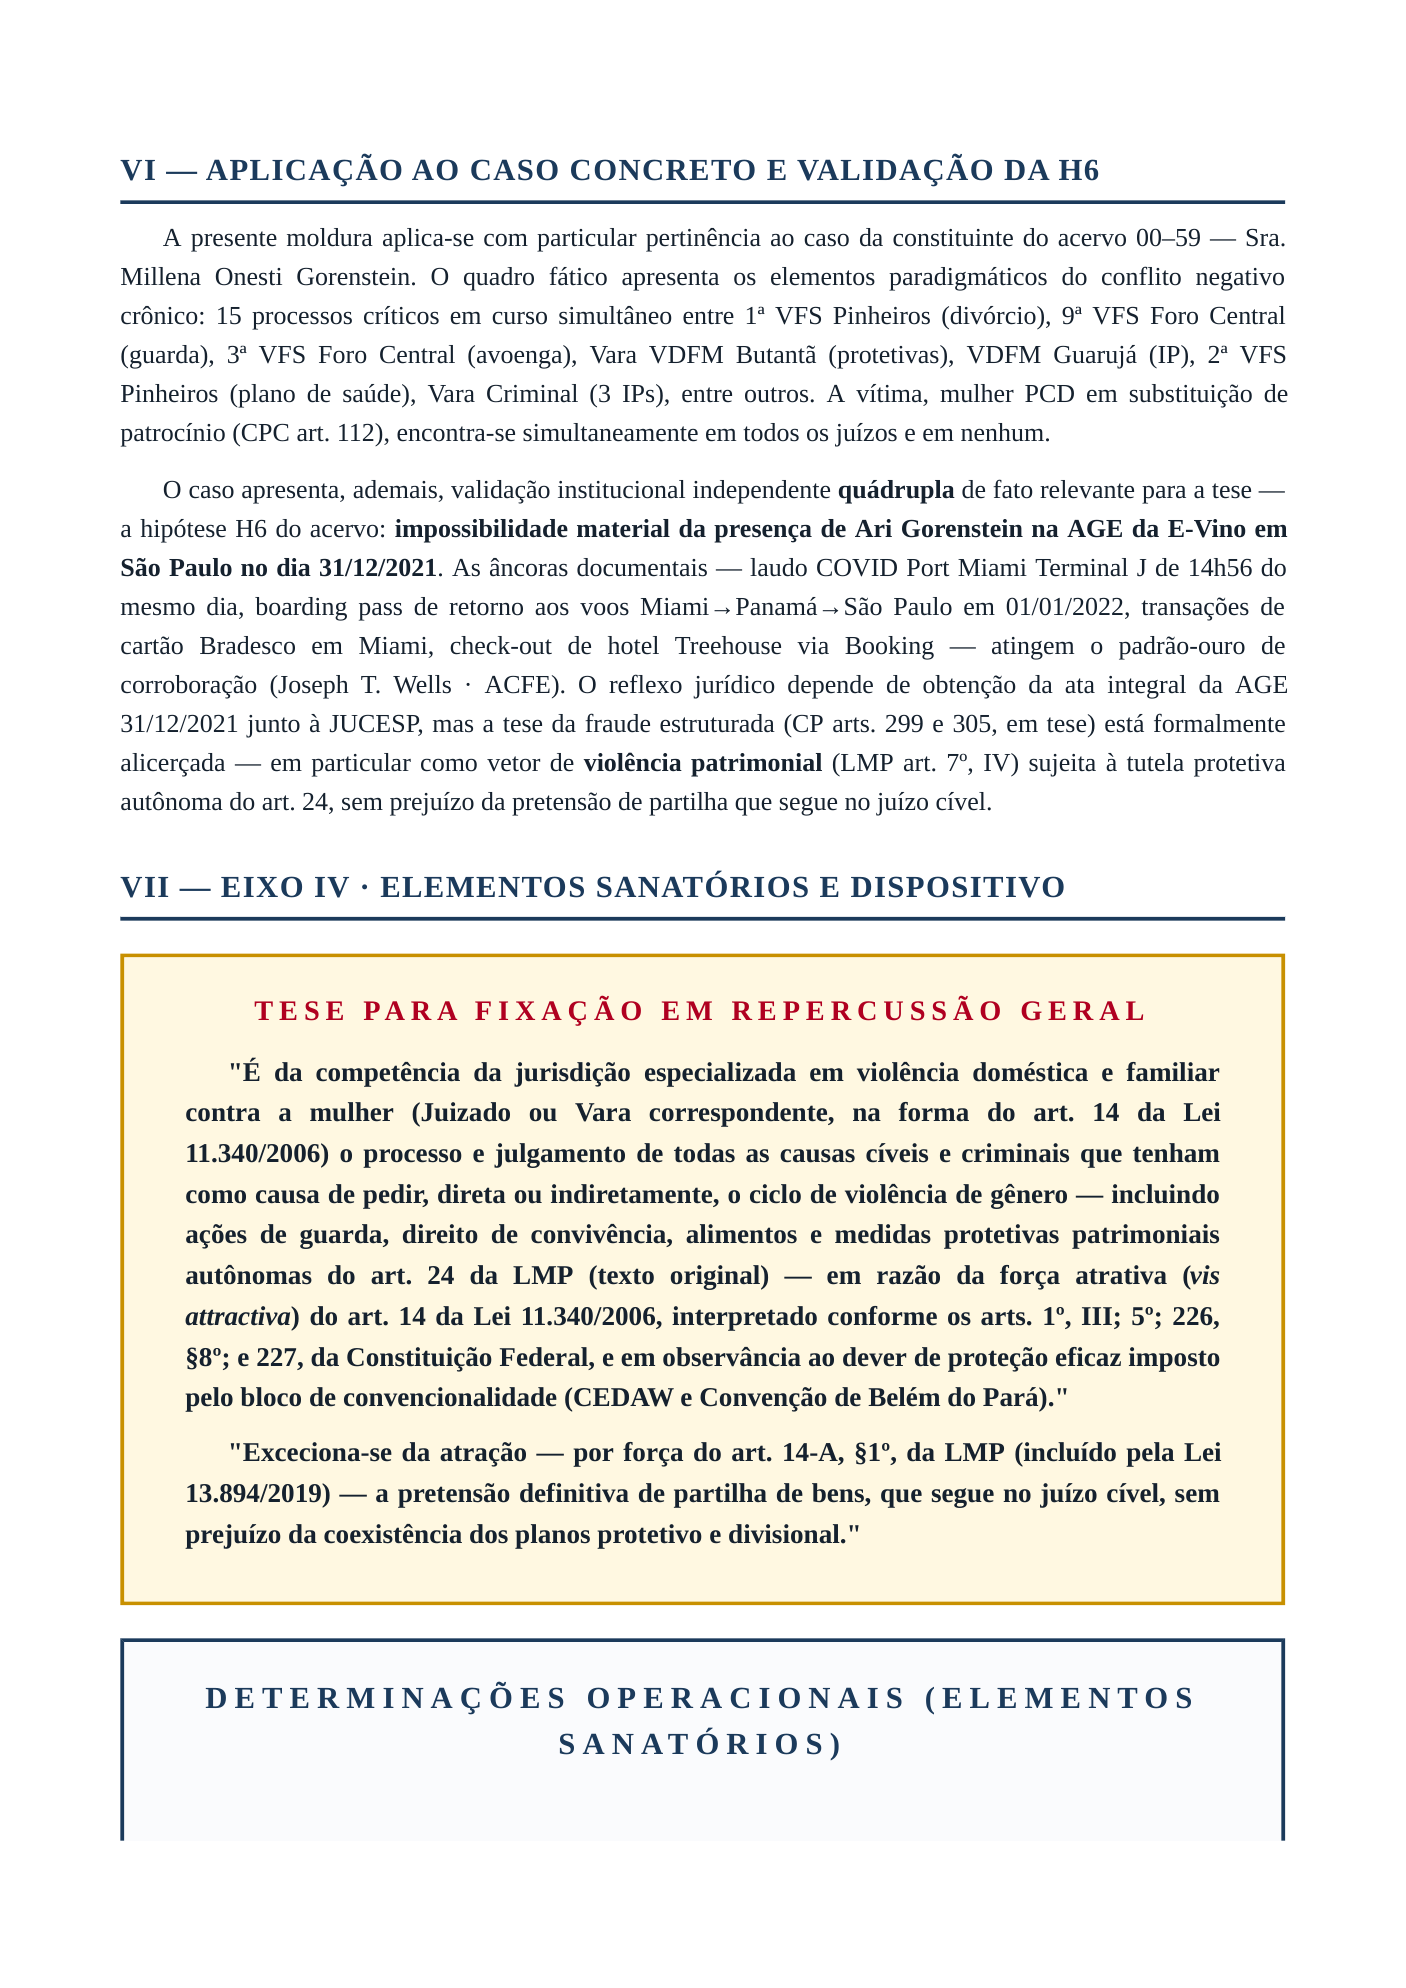 VI — APLICAÇÃO AO CASO CONCRETO E VALIDAÇÃO DA H6
A presente moldura aplica-se com particular pertinência ao caso da constituinte do acervo 00–59 — Sra.
Millena Onesti Gorenstein. O quadro fático apresenta os elementos paradigmáticos do conflito negativo
crônico: 15 processos críticos em curso simultâneo entre 1ª VFS Pinheiros (divórcio), 9ª VFS Foro Central
(guarda), 3ª VFS Foro Central (avoenga), Vara VDFM Butantã (protetivas), VDFM Guarujá (IP), 2ª VFS
Pinheiros (plano de saúde), Vara Criminal (3 IPs), entre outros. A vítima, mulher PCD em substituição de
patrocínio (CPC art. 112), encontra-se simultaneamente em todos os juízos e em nenhum.
O caso apresenta, ademais, validação institucional independente quádrupla de fato relevante para a tese —
a hipótese H6 do acervo: impossibilidade material da presença de Ari Gorenstein na AGE da E-Vino em
São Paulo no dia 31/12/2021. As âncoras documentais — laudo COVID Port Miami Terminal J de 14h56 do
mesmo dia, boarding pass de retorno aos voos Miami→Panamá→São Paulo em 01/01/2022, transações de
cartão Bradesco em Miami, check-out de hotel Treehouse via Booking — atingem o padrão-ouro de
corroboração (Joseph T. Wells · ACFE). O reflexo jurídico depende de obtenção da ata integral da AGE
31/12/2021 junto à JUCESP, mas a tese da fraude estruturada (CP arts. 299 e 305, em tese) está formalmente
alicerçada — em particular como vetor de violência patrimonial (LMP art. 7º, IV) sujeita à tutela protetiva
autônoma do art. 24, sem prejuízo da pretensão de partilha que segue no juízo cível.
VII — EIXO IV · ELEMENTOS SANATÓRIOS E DISPOSITIVO
TESE PARA FIXAÇÃO EM REPERCUSSÃO GERAL
"É da competência da jurisdição especializada em violência doméstica e familiar
contra a mulher (Juizado ou Vara correspondente, na forma do art. 14 da Lei
11.340/2006) o processo e julgamento de todas as causas cíveis e criminais que tenham
como causa de pedir, direta ou indiretamente, o ciclo de violência de gênero — incluindo
ações de guarda, direito de convivência, alimentos e medidas protetivas patrimoniais
autônomas do art. 24 da LMP (texto original) — em razão da força atrativa (vis
attractiva) do art. 14 da Lei 11.340/2006, interpretado conforme os arts. 1º, III; 5º; 226,
§8º; e 227, da Constituição Federal, e em observância ao dever de proteção eficaz imposto
pelo bloco de convencionalidade (CEDAW e Convenção de Belém do Pará)."
"Exceciona-se da atração — por força do art. 14-A, §1º, da LMP (incluído pela Lei
13.894/2019) — a pretensão definitiva de partilha de bens, que segue no juízo cível, sem
prejuízo da coexistência dos planos protetivo e divisional."
DETERMINAÇÕES OPERACIONAIS (ELEMENTOS
SANATÓRIOS)